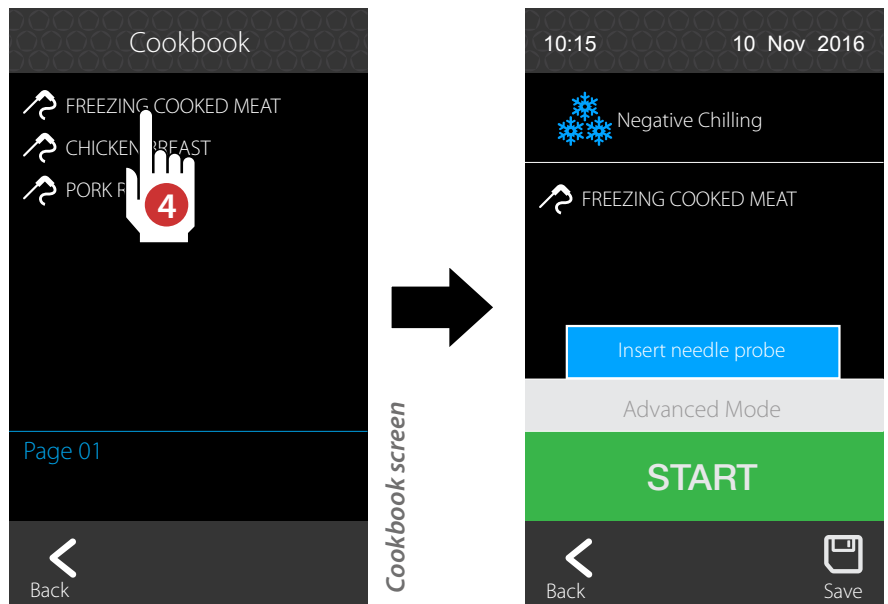 Cookbook
FREEZING COOKED MEAT
CHICKEN BREAST
PORK R
4
Page 01
Back
Cookbook screen
10:15 10 Nov 2016
Negative Chilling
FREEZING COOKED MEAT
Insert needle probe
Advanced Mode
START
Back Save